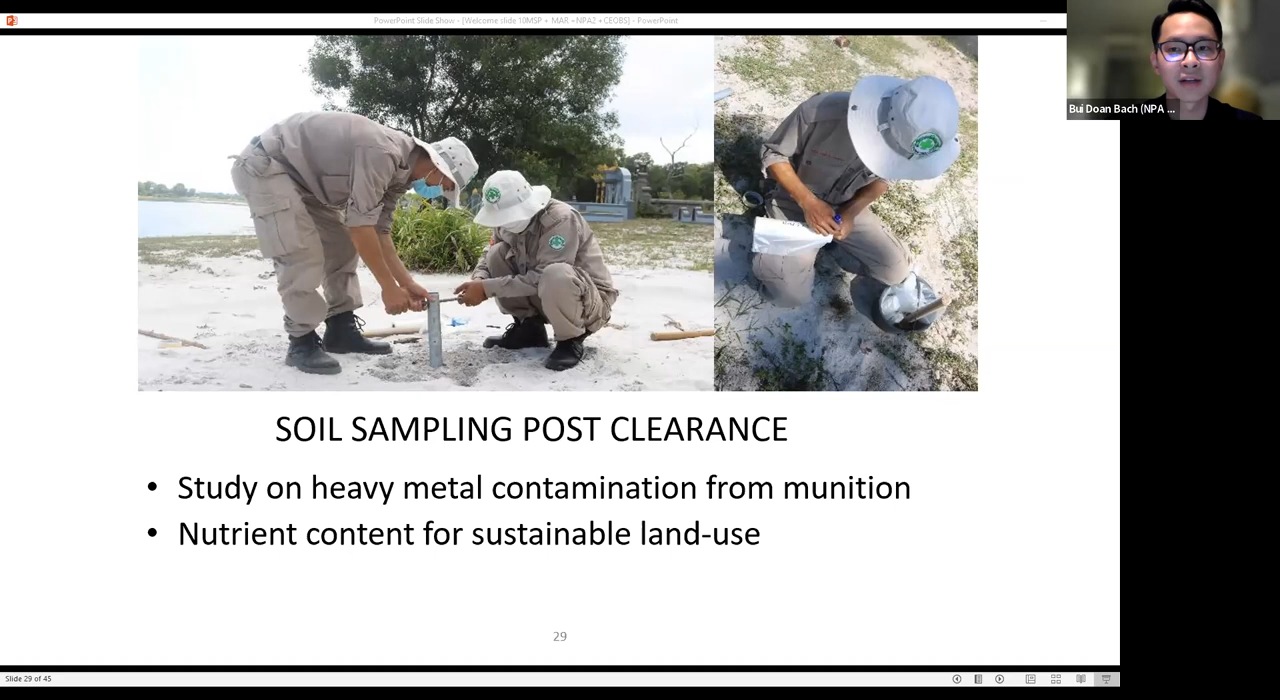 PowerPoint Slide Show - [Welcome slide 10MSP + MAR +NPA2 + CEOBS] - PowerPoint
Bui Doan Bach (NPA ...
SOIL SAMPLING POST CLEARANCE
• Study on heavy metal contamination from munition
• Nutrient content for sustainable land-use
29
Slide 29 of 45